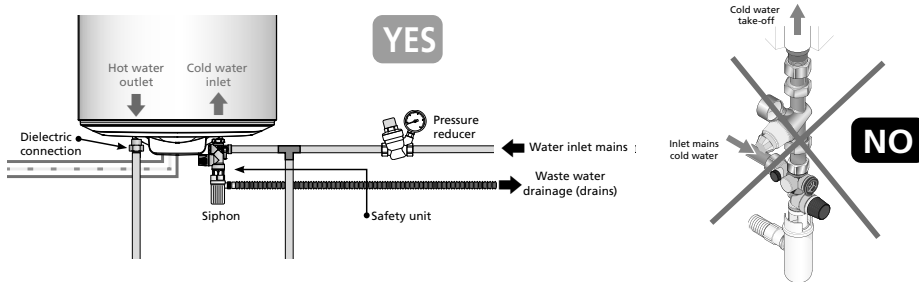 YES
Hot water
outlet
Cold water
inlet
Dielectric
connection
Pressure
reducer
Water inlet mains :
Waste water
drainage (drains)
Siphon
Safety unit
Cold water
take-off
Inlet mains
cold water
NO